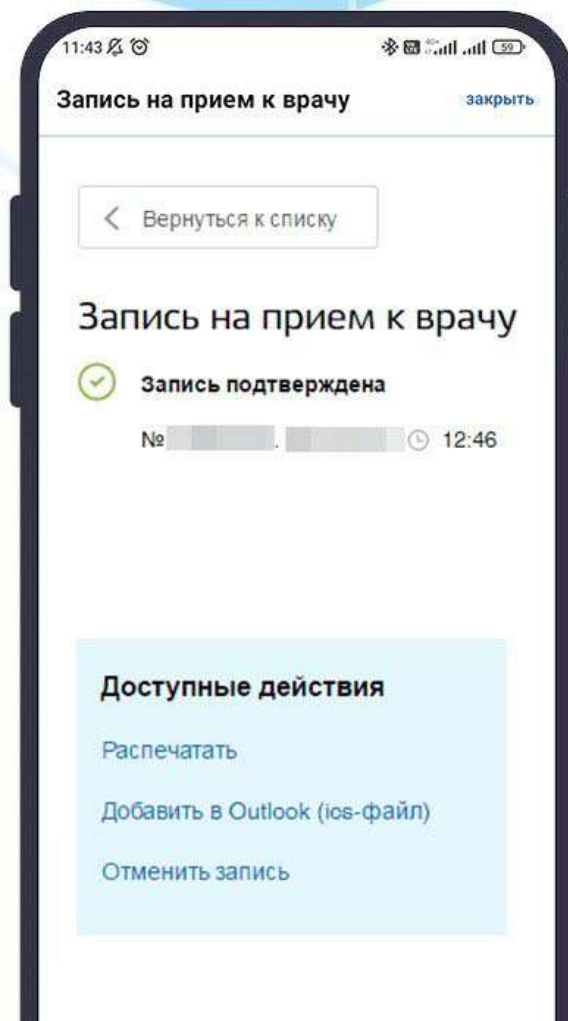 11:43
59
Запись на прием к врачу закрыть
Вернуться к списку
Запись на прием к врачу
Запись подтверждена
№ . 12:46
Доступные действия
Распечатать
Добавить в Outlook (ics-файл)
Отменить запись